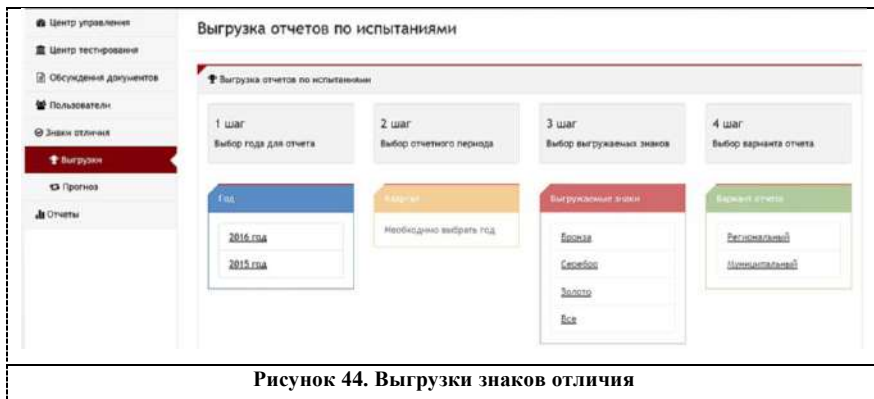 Центр управления
Центр тестирования
Обсуждения документов
Пользователи
Знаки отличия
Выгрузки
Прогноз
Отчеты
Выгрузка отчетов по испытаниями
Выгрузка отчетов по испытаниями
1 шаг
Выбор года для отчета
2 шаг
Выбор отчетного периода
3 шаг
Выбор выгружаемых знаков
4 шаг
Выбор варианта отчета
Год
2016 год
2015 год
Квартал
Необходимо выбрать год
Выгружаемые знаки
Бронза
Серебро
Золото
Все
Вариант отчета
Региональный
Муниципальный
Рисунок 44. Выгрузки знаков отличия